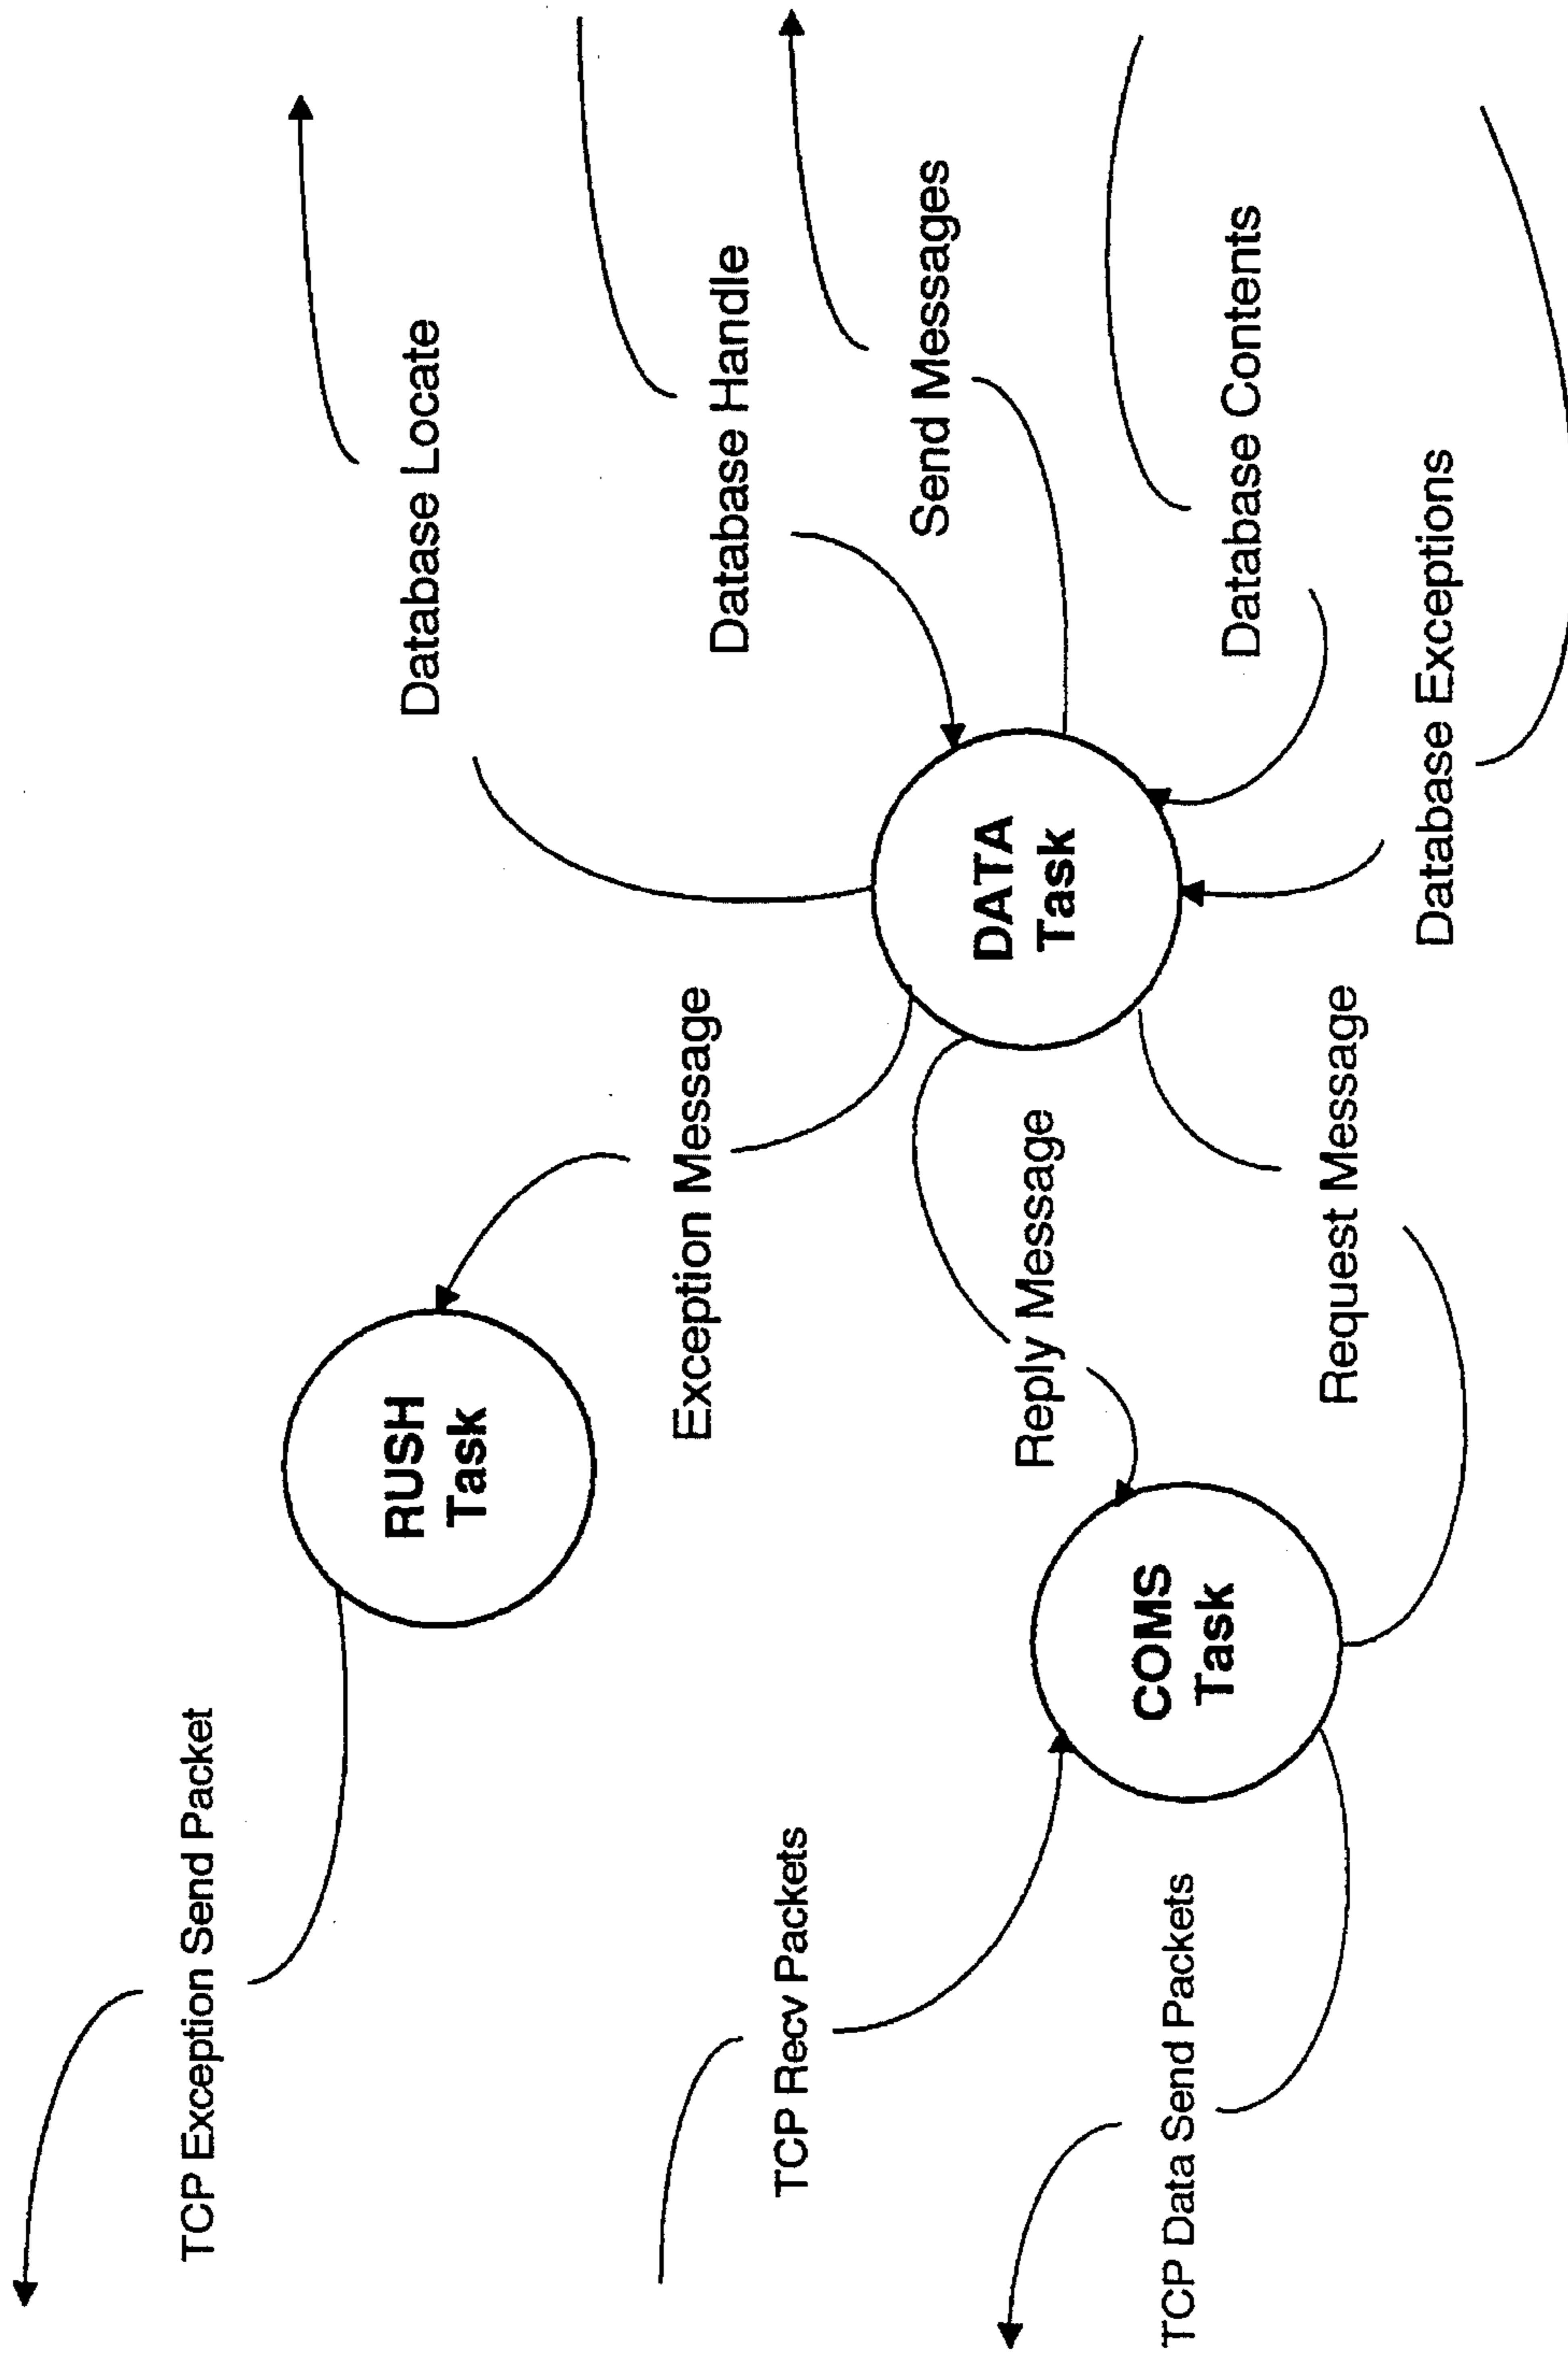 TCP Exception Send Packet
RUSH
Task
Database Locate
Exception Message
Database Handle
TCP Recv Packets
Send Messages
DATA
Task
Reply Message
COMS
Task
TCP Data Send Packets
Database Contents
Request Message
Database Exceptions